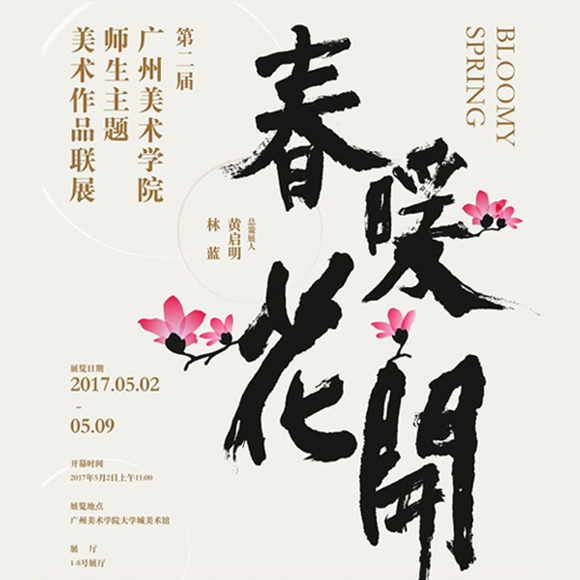 第二届
广州美术学院
师生主题
美术作品联展
BLOOMY
SPRING
春暖花開
总策展人
黄启明
林 蓝
展览日期
2017.05.02
-
05.09
开幕时间
2017年5月2日上午11:00
展览地点
广州美术学院大学城美术馆
展 厅
1-8号展厅